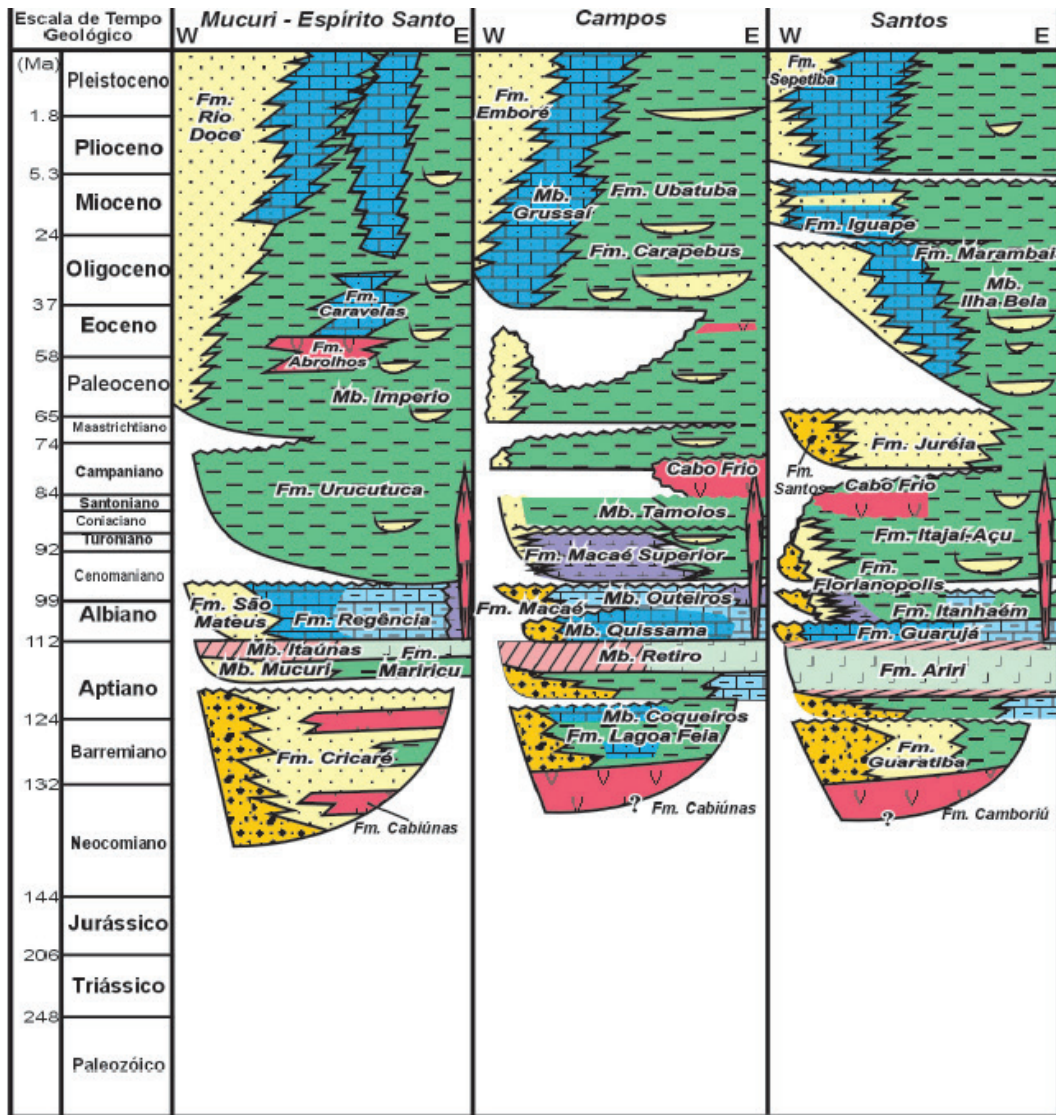 Escala de Tempo
Geológico
Mucuri - Espírito Santo
W
E
Campos
W
E
Santos
W
E
(Ma)
Pleistoceno
1.8
Plioceno
5.3
Mioceno
24
Oligoceno
37
Eoceno
58
Paleoceno
65
Maastrichtiano
74
Campaniano
84
Santoniano
Coniaciano
Turoniano
92
Cenomaniano
99
Albiano
112
Aptiano
124
Barremiano
132
Neocomiano
144
Jurássico
206
Triássico
248
Paleozóico
Fm.
Rio
Doce
Fm.
Caravelas
Fm.
Abrolhos
Mb. Imperio
Fm. Urucutuca
Fm. São
Mateus
Fm. Regência
Mb. Itaúnas
Mb. Mucuri
Fm.
Mariricu
Fm. Cricaré
Fm. Cabiúnas
Fm.
Emboré
Mb.
Grussaí
Fm. Ubatuba
Fm. Carapebus
Cabo Frio
Mb. Tamoios
Fm. Macaé Superior
Mb. Outeiros
Fm. Macaé
Mb. Quissama
Mb. Retiro
Mb. Coqueiros
Fm. Lagoa Feia
?
Fm. Cabiúnas
Fm.
Sepetiba
Fm. Iguape
Fm. Marambaia
Mb.
Ilha Bela
Fm. Juréia
Fm.
Santos
Cabo Frio
Fm. Itajaí-Açu
Fm.
Florianopolis
Fm. Itanhaém
Fm. Guarujá
Fm. Ariri
Fm.
Guaratiba
?
Fm. Camboriú